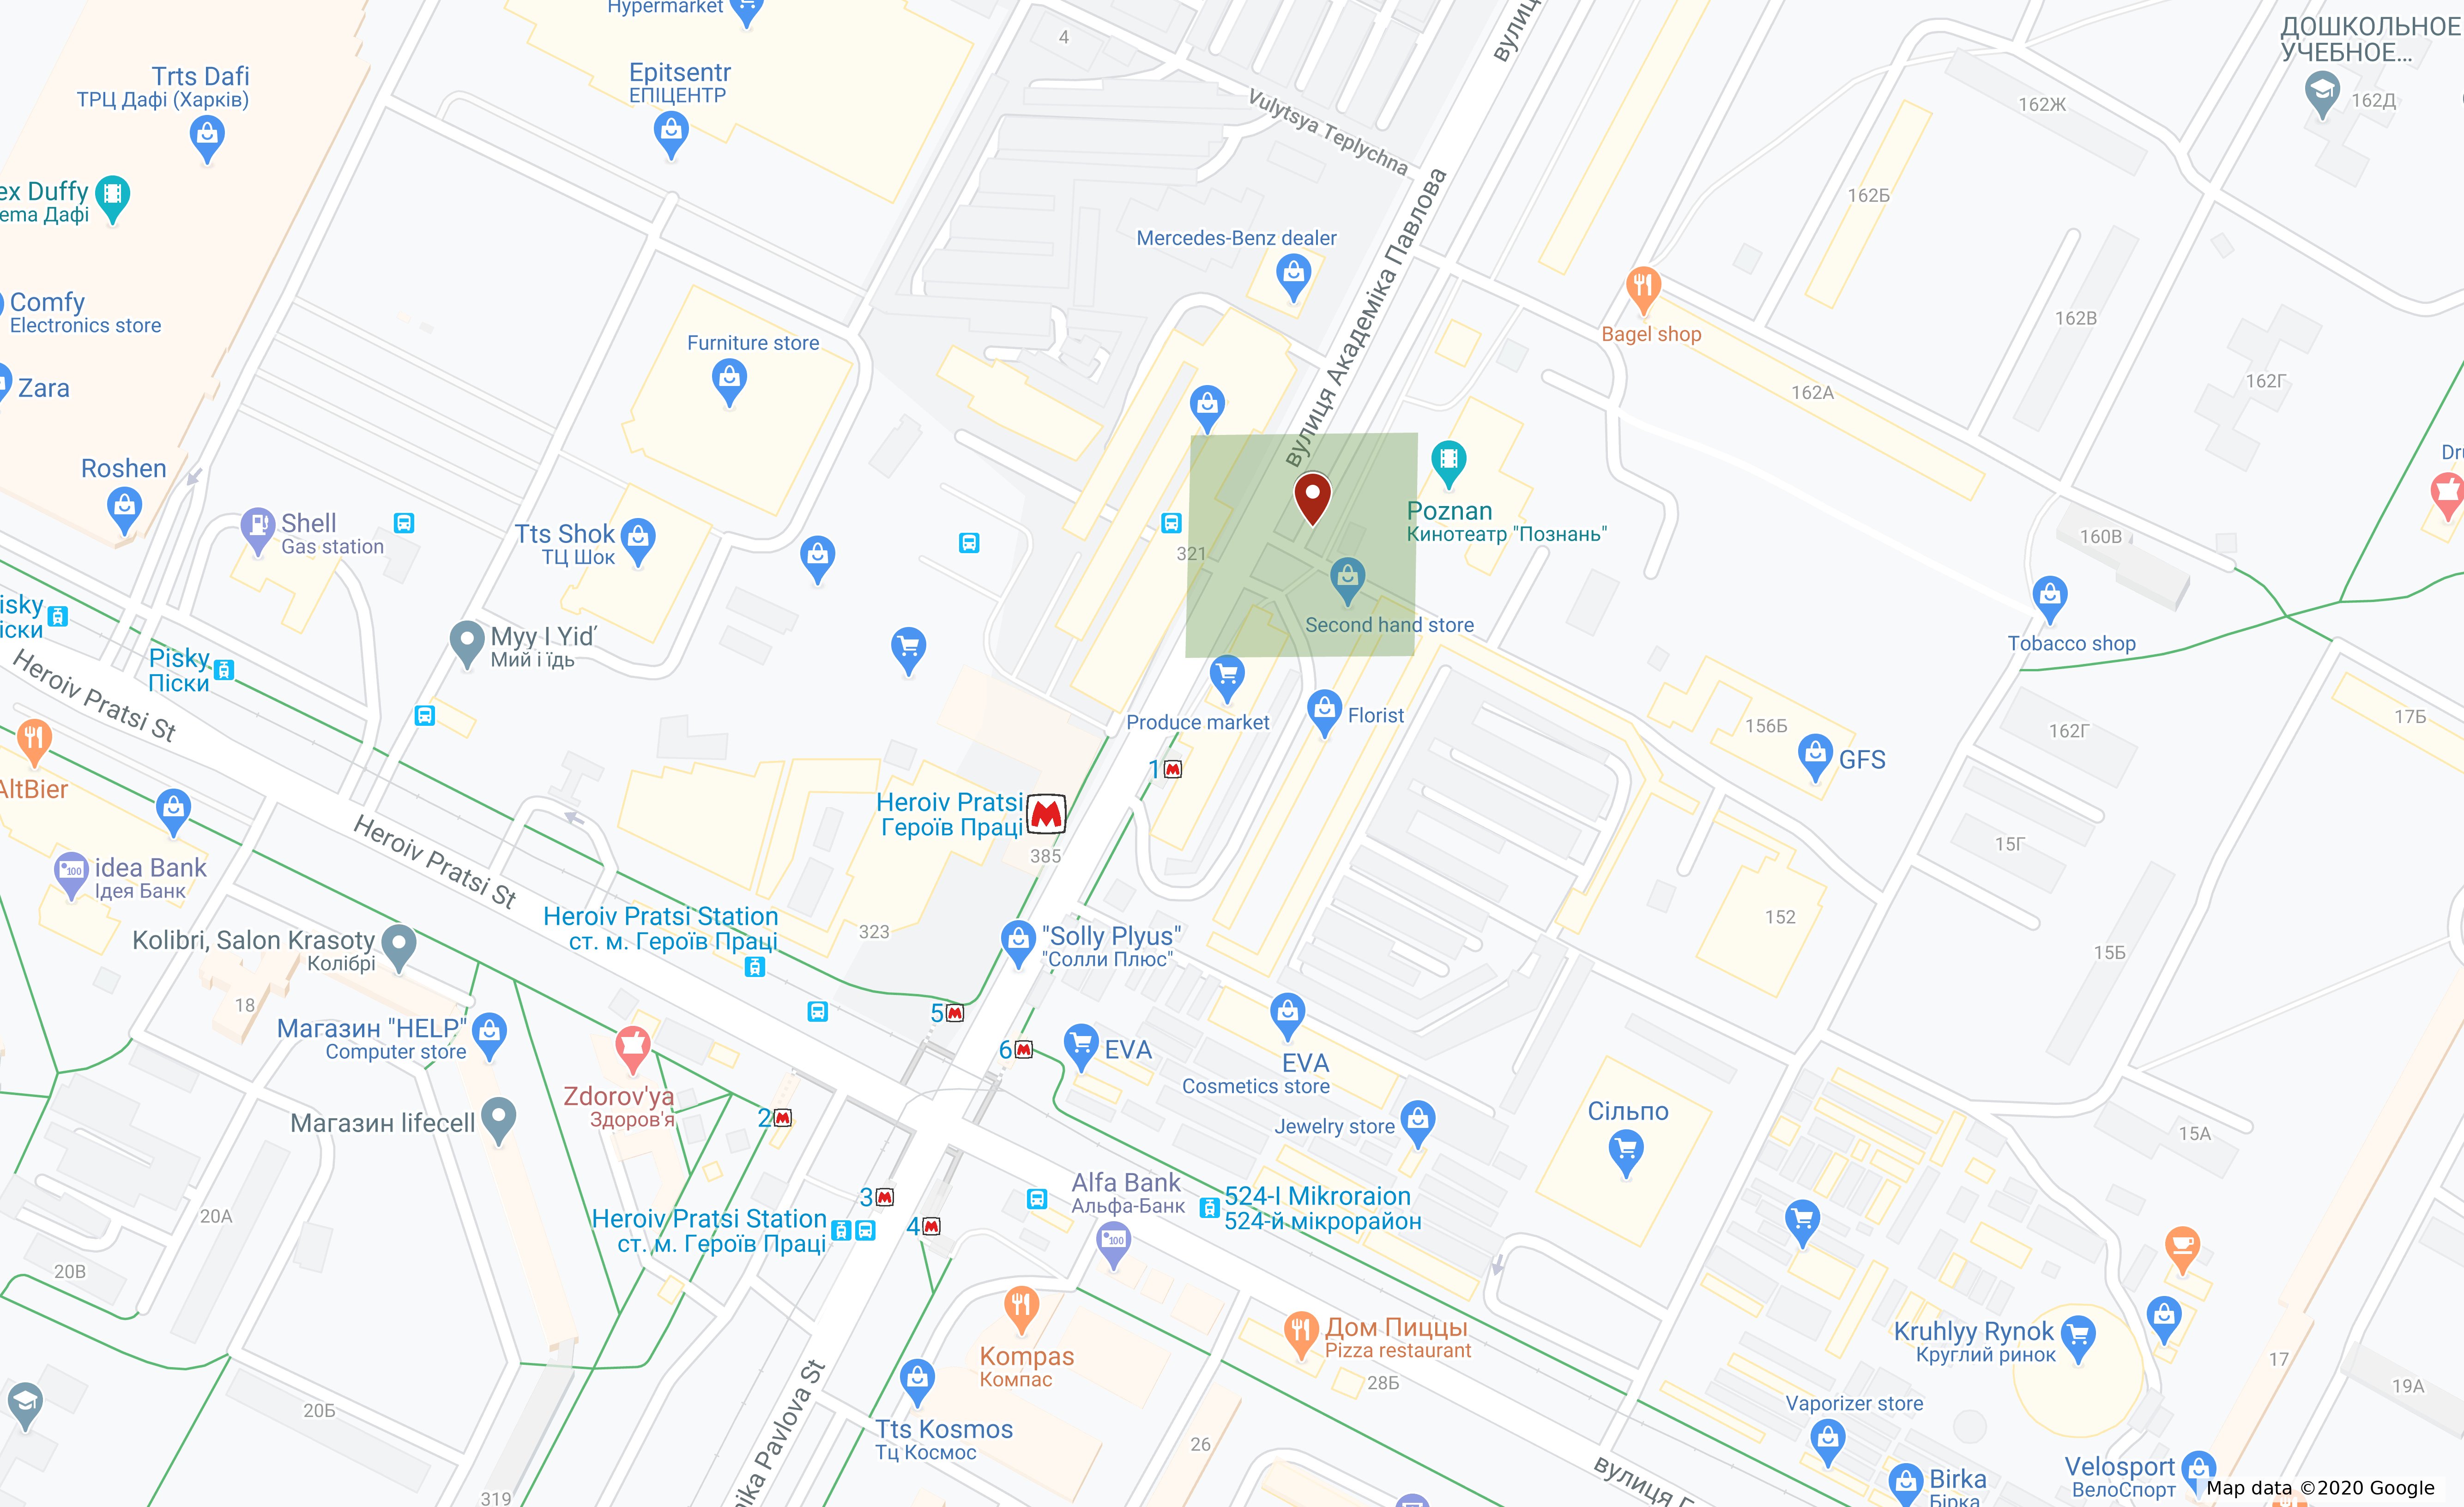 Hypermarket
4
вулиц
ДОШКОЛЬНОЕ
УЧЕБНОЕ...
Trts Dafi
ТРЦ Дафі (Харків)
Epitsentr
ЕПІЦЕНТР
Vulytsya Teplychna
162Ж
162Д
ex Duffy
ema Дафі
162Б
вулиця Академіка Павлова
Mercedes-Benz dealer
Comfy
Electronics store
Furniture store
Bagel shop
162В
Zara
162А
162Г
Roshen
Shell
Gas station
Tts Shok
ТЦ Шок
321
Poznan
Кинотеатр "Познань"
160В
isky
іски
Pisky
Піски
Myy I Yid'
Мий і їдь
Second hand store
Tobacco shop
Heroiv Pratsi St
Produce market
Florist
156Б
GFS
162Г
17Б
1
AltBier
Heroiv Pratsi
Героїв Праці
385
15Г
idea Bank
Ідея Банк
Heroiv Pratsi St
Heroiv Pratsi Station
ст. м. Героїв Праці
323
152
Kolibri, Salon Krasoty
Колібрі
"Solly Plyus"
"Солли Плюс"
15Б
18
5
6
Магазин "HELP"
Computer store
EVA
EVA
Cosmetics store
Zdorov'ya
Здоров'я
2
Магазин lifecell
Jewelry store
Сільпо
15А
20А
3
4
Heroiv Pratsi Station
ст. м. Героїв Праці
Alfa Bank
Альфа-Банк
524-I Mikroraion
524-й мікрорайон
20В
Kompas
Компас
Дом Пиццы
Pizza restaurant
28Б
Kruhlyy Rynok
Круглий ринок
17
19А
20Б
ika Pavlova St
Tts Kosmos
Тц Космос
26
Vaporizer store
вулиця Г
Birka
Бірка
Velosport
ВелоСпорт
319
Map data ©2020 Google